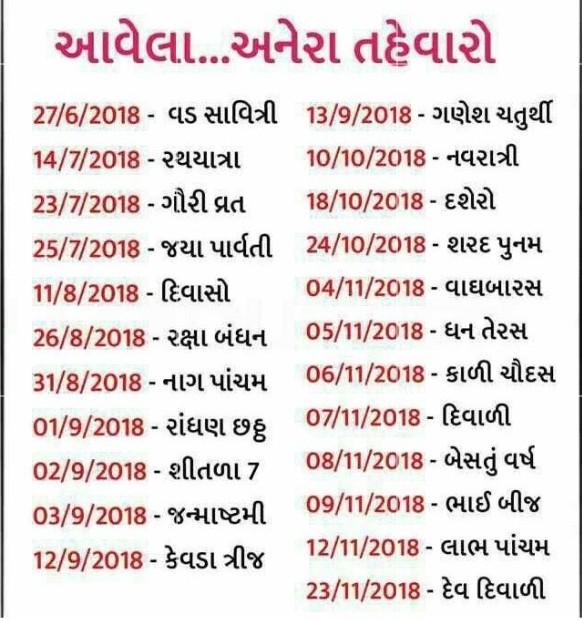 આવેલા...અનેરા તહેવારો
27/6/2018 - વડ સાવિત્રી
14/7/2018 - રથયાત્રા
23/7/2018 - ગૌરી વ્રત
25/7/2018 - જયા પાર્વતી
11/8/2018 - દિવાસો
26/8/2018 - રક્ષા બંધન
31/8/2018 - નાગ પાંચમ
01/9/2018 - રાંધણ છઠ્ઠ
02/9/2018 - શીતળા 7
03/9/2018 - જન્માષ્ટમી
12/9/2018 - કેવડા ત્રીજ
13/9/2018 - ગણેશ ચતુર્થી
10/10/2018 - નવરાત્રી
18/10/2018 - દશેરો
24/10/2018 - શરદ પુનમ
04/11/2018 - વાઘબારસ
05/11/2018 - ધન તેરસ
06/11/2018 - કાળી ચૌદસ
07/11/2018 - દિવાળી
08/11/2018 - બેસતું વર્ષ
09/11/2018 - ભાઈ બીજ
12/11/2018 - લાભ પાંચમ
23/11/2018 - દેવ દિવાળી